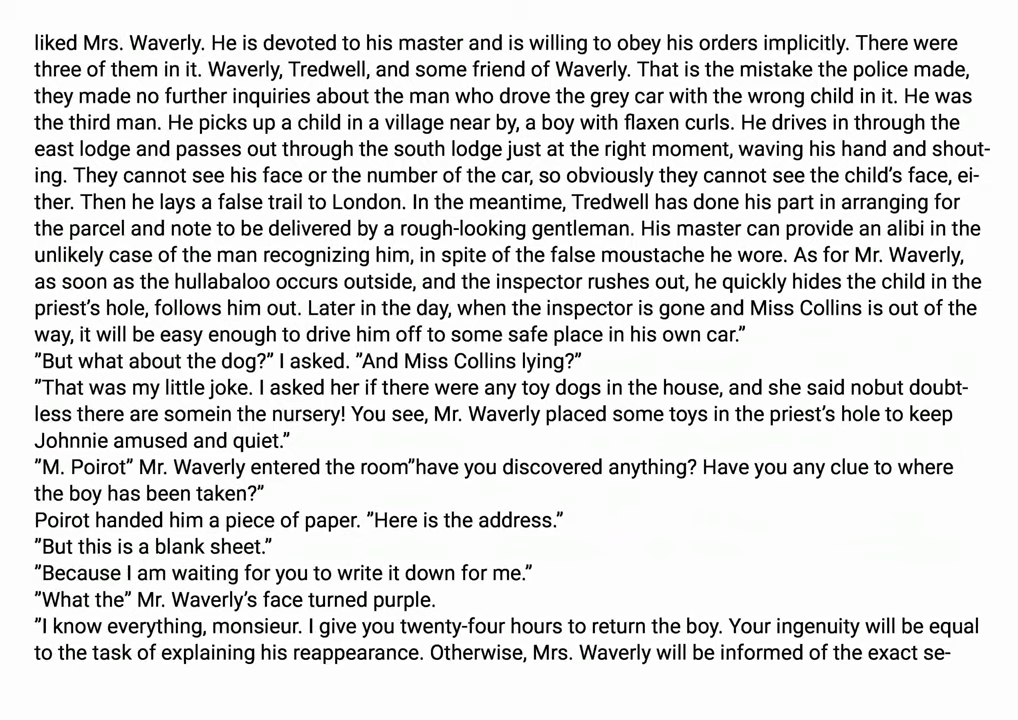 liked Mrs. Waverly. He is devoted to his master and is willing to obey his orders implicitly. There were
three of them in it. Waverly, Tredwell, and some friend of Waverly. That is the mistake the police made,
they made no further inquiries about the man who drove the grey car with the wrong child in it. He was
the third man. He picks up a child in a village near by, a boy with flaxen curls. He drives in through the
east lodge and passes out through the south lodge just at the right moment, waving his hand and shout-
ing. They cannot see his face or the number of the car, so obviously they cannot see the child’s face, ei-
ther. Then he lays a false trail to London. In the meantime, Tredwell has done his part in arranging for
the parcel and note to be delivered by a rough-looking gentleman. His master can provide an alibi in the
unlikely case of the man recognizing him, in spite of the false moustache he wore. As for Mr. Waverly,
as soon as the hullabaloo occurs outside, and the inspector rushes out, he quickly hides the child in the
priest’s hole, follows him out. Later in the day, when the inspector is gone and Miss Collins is out of the
way, it will be easy enough to drive him off to some safe place in his own car.”
”But what about the dog?” I asked. ”And Miss Collins lying?”
”That was my little joke. I asked her if there were any toy dogs in the house, and she said nobut doubt-
less there are somein the nursery! You see, Mr. Waverly placed some toys in the priest’s hole to keep
Johnnie amused and quiet.”
”M. Poirot” Mr. Waverly entered the room”have you discovered anything? Have you any clue to where
the boy has been taken?”
Poirot handed him a piece of paper. ”Here is the address.”
”But this is a blank sheet.”
”Because I am waiting for you to write it down for me.”
”What the” Mr. Waverly’s face turned purple.
”I know everything, monsieur. I give you twenty-four hours to return the boy. Your ingenuity will be equal
to the task of explaining his reappearance. Otherwise, Mrs. Waverly will be informed of the exact se-